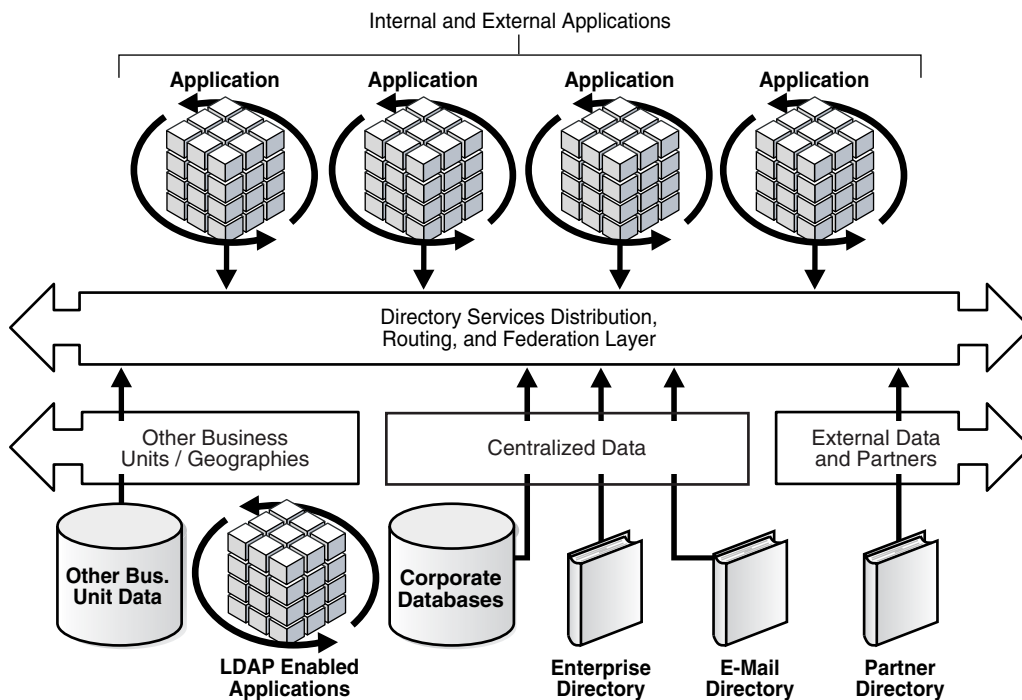 Internal and External Applications
Application
Application
Application
Application
Directory Services Distribution,
Routing, and Federation Layer
Other Business
Units / Geographies
Centralized Data
External Data
and Partners
Other Bus.
Unit Data
LDAP Enabled
Applications
Corporate
Databases
Enterprise
Directory
E-Mail
Directory
Partner
Directory